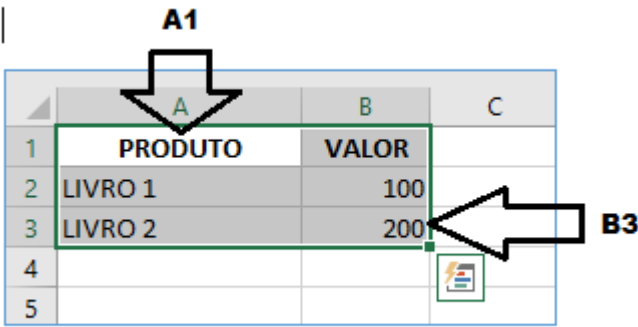 A1
A B C
1 PRODUTO VALOR
2 LIVRO 1 100
3 LIVRO 2 200
B3
4
5